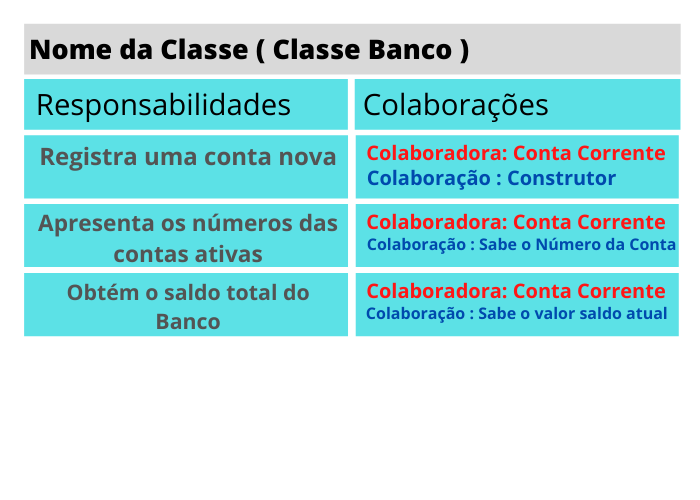 Nome da Classe ( Classe Banco )
Responsabilidades
Colaborações
Registra uma conta nova
Colaboradora: Conta Corrente
Colaboração : Construtor
Apresenta os números das
contas ativas
Colaboradora: Conta Corrente
Colaboração : Sabe o Número da Conta
Obtém o saldo total do
Banco
Colaboradora: Conta Corrente
Colaboração : Sabe o valor saldo atual